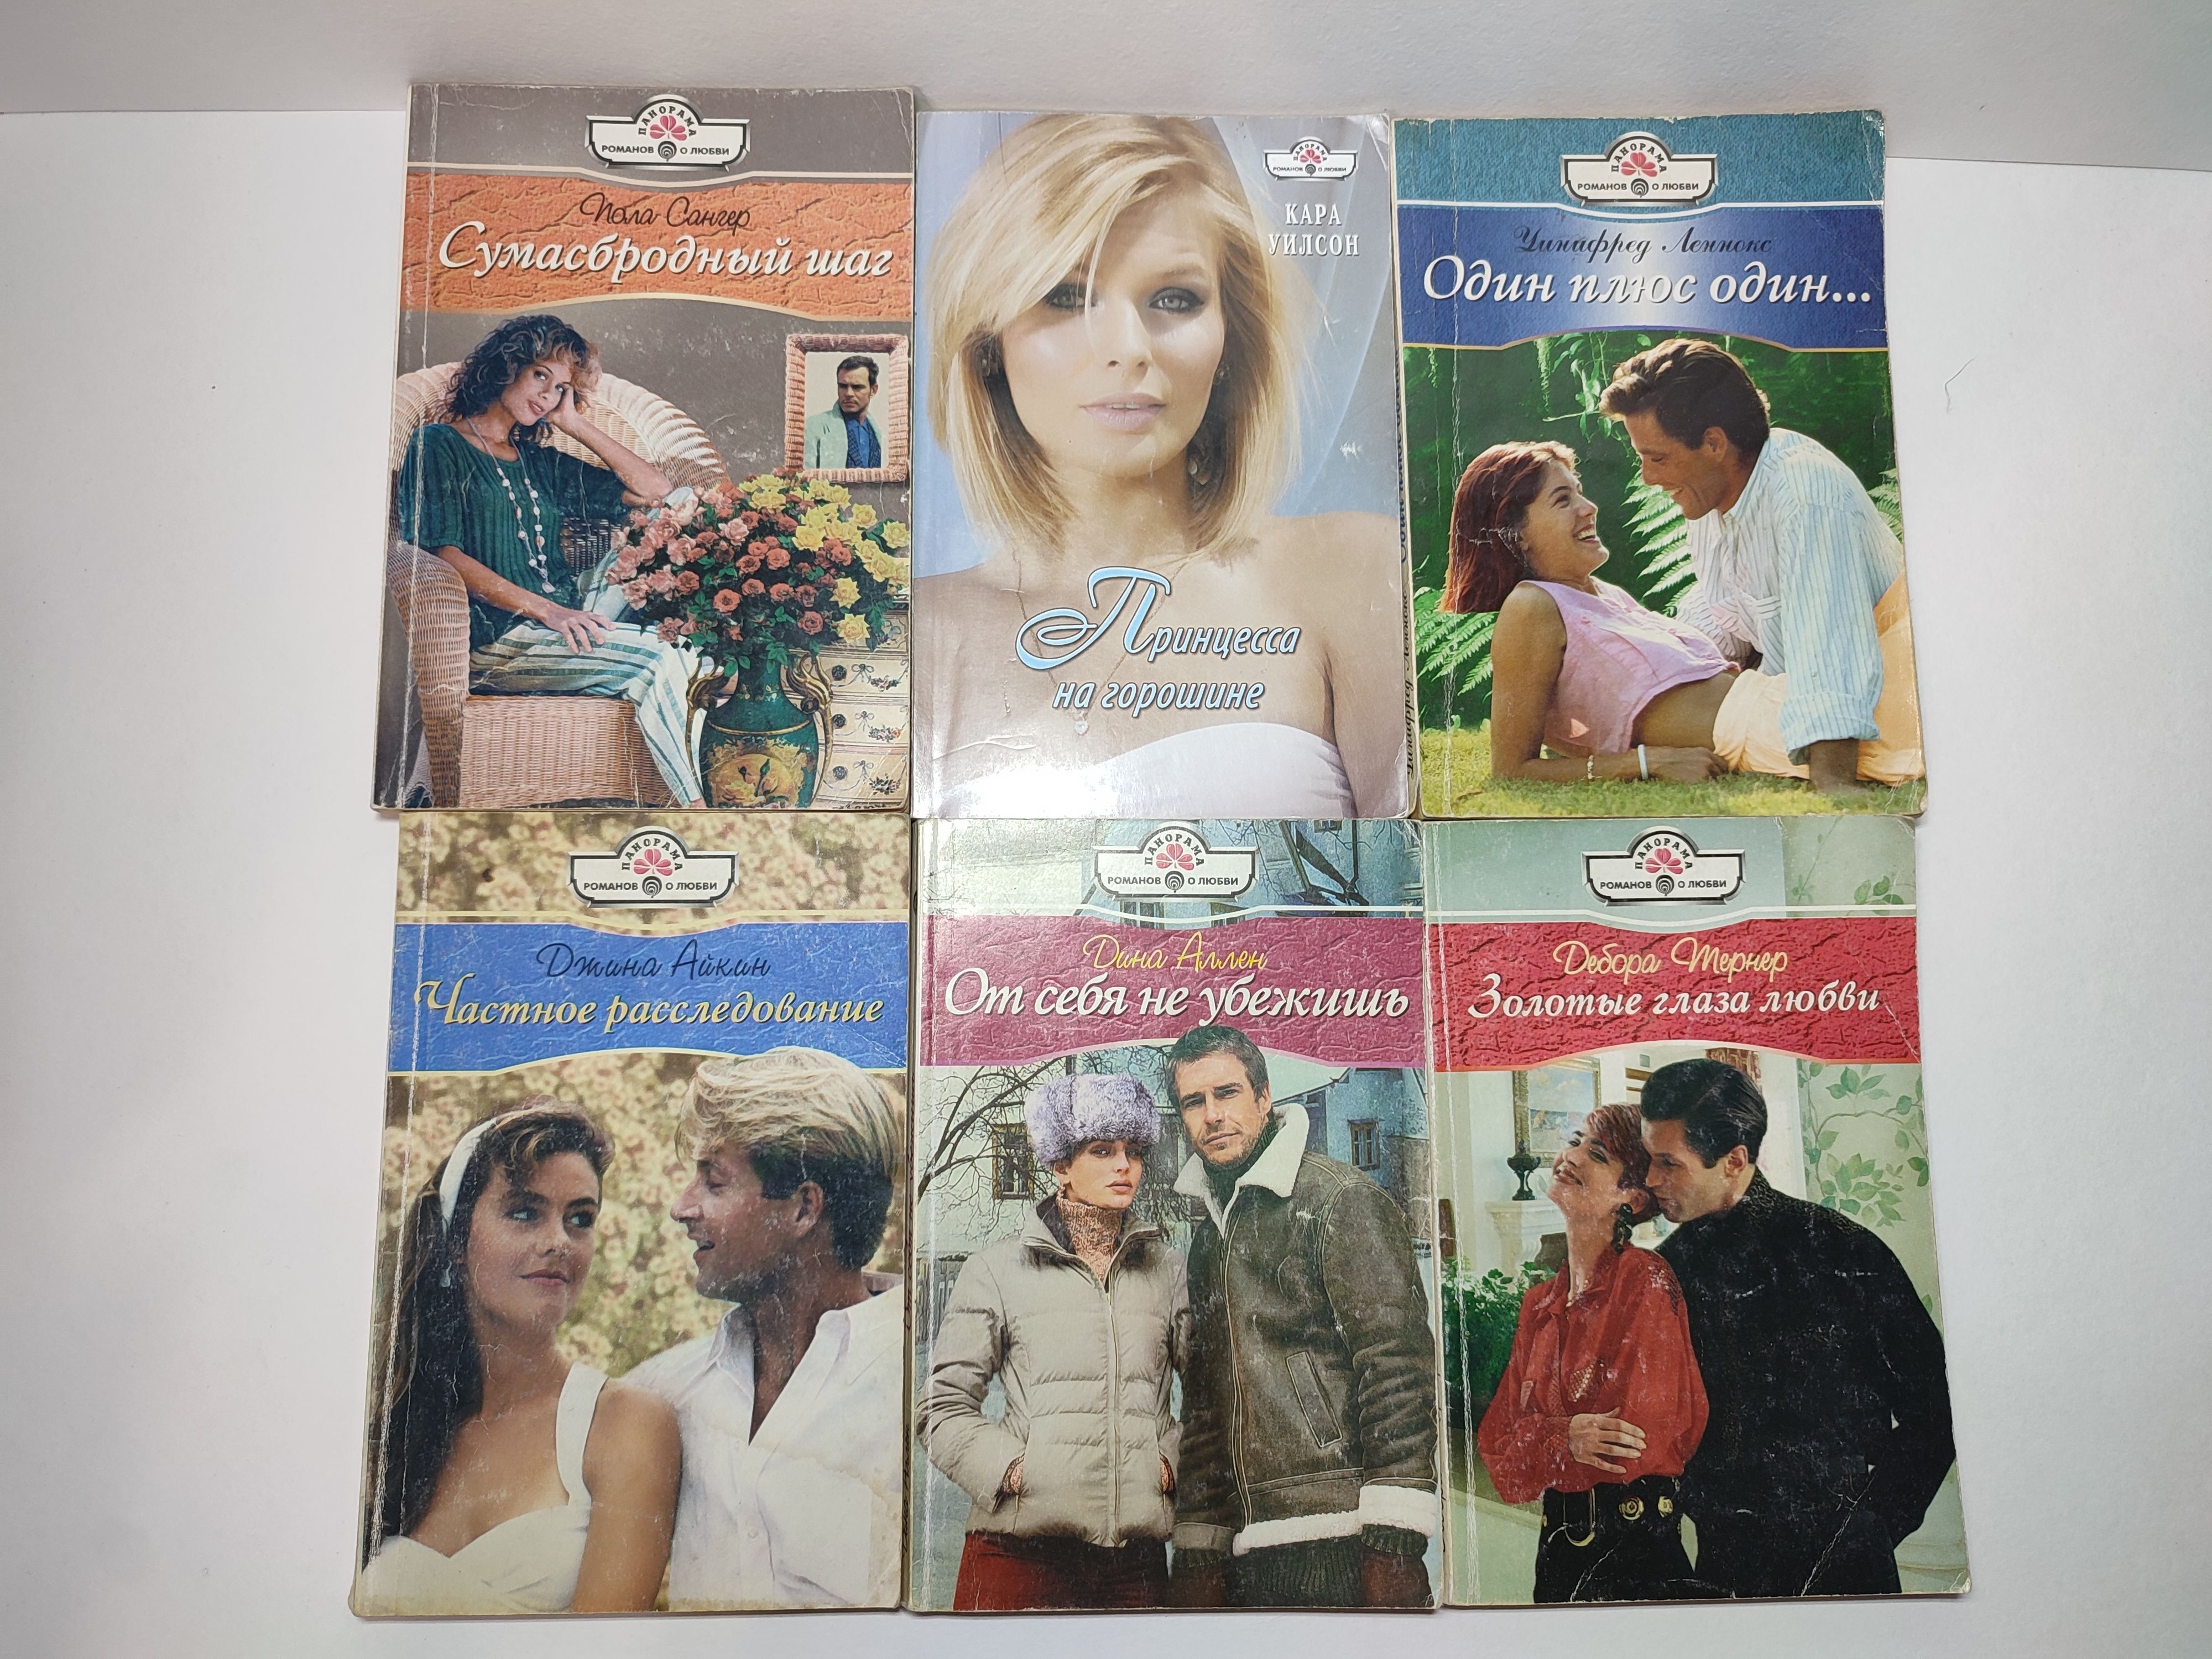 ПАНОРАМА
РОМАНОВ О ЛЮБВИ
Пола Сангер
Сумасбродный шаг
ПАНОРАМА
РОМАНОВ О ЛЮБВИ
КАРА
УИЛСОН
Принцесса
на горошине
ПАНОРАМА
РОМАНОВ О ЛЮБВИ
Уинифред Леннокс
Один плюс один...
ПАНОРАМА
РОМАНОВ О ЛЮБВИ
Джина Айкин
Частное расследование
ПАНОРАМА
РОМАНОВ О ЛЮБВИ
Дина Аллен
От себя не убежишь
ПАНОРАМА
РОМАНОВ О ЛЮБВИ
Дебора Тернер
Золотые глаза любви